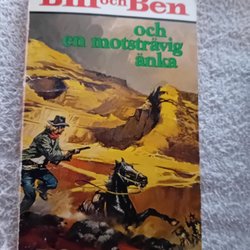 Bill och Ben
och
en motsträvig
änka